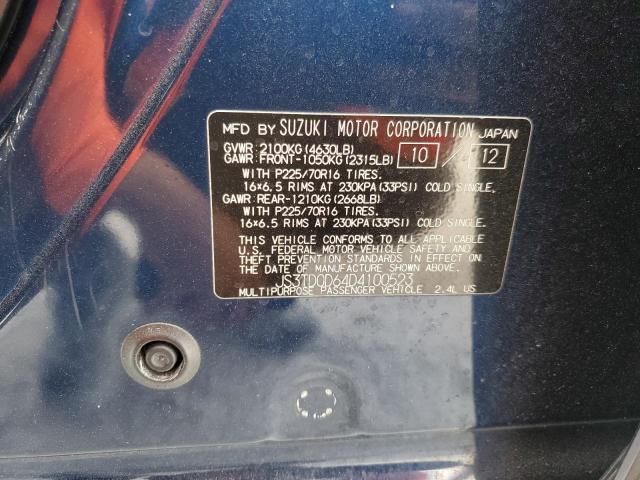 MFD BY SUZUKI MOTOR CORPORATION JAPAN
GVWR: 2100KG(4630LB)
GAWR: FRONT-1050KG(2315LB) 10 / 12
WITH P225/70R16 TIRES.
16×6.5 RIMS AT 230KPA(33PSI) COLD SINGLE.
GAWR: REAR-1210KG(2668LB)
WITH P225/70R16 TIRES.
16×6.5 RIMS AT 230KPA(33PSI) COLD SINGLE.
THIS VEHICLE CONFORMS TO ALL APPLICABLE
U.S. FEDERAL MOTOR VEHICLE SAFETY AND
THEFT PREVENTION STANDARDS IN EFFECT ON
THE DATE OF MANUFACTURE SHOWN ABOVE.
JS3TD0D64D4100523
MULTIPURPOSE PASSENGER VEHICLE 2.4L US